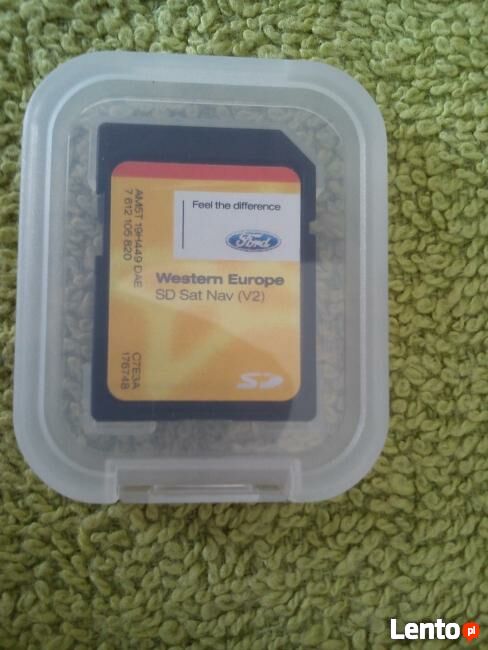 Feel the difference
Ford
Western Europe
SD Sat Nav (V2)
AM5T 19H449 DAE
7 612 105 820
C7E3A
176748
SD
Lento pl